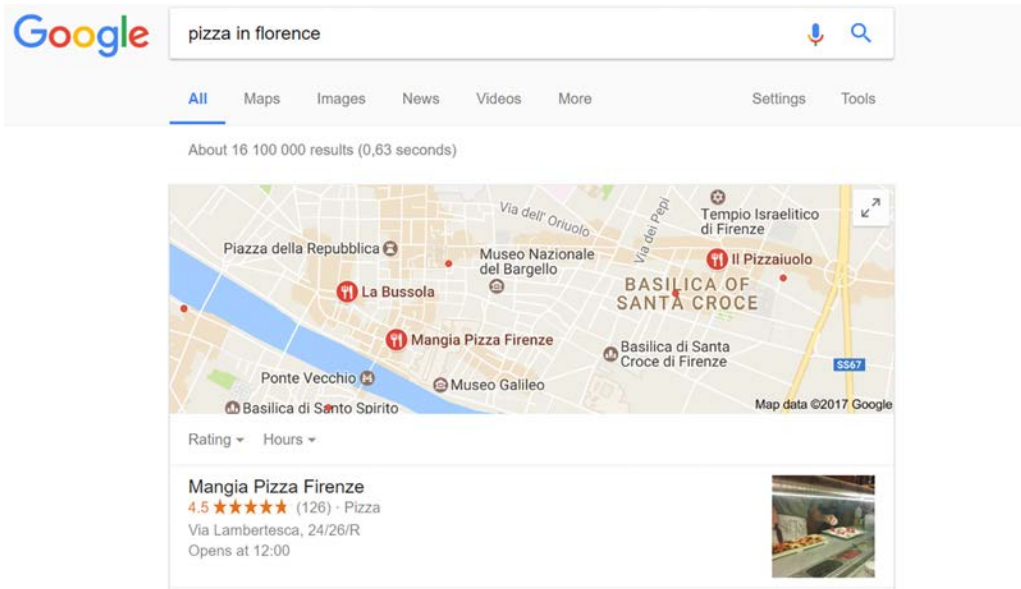 Google
pizza in florence
All Maps Images News Videos More Settings Tools
About 16 100 000 results (0,63 seconds)
Via dell' Oriuolo
Via dei Pepi
Tempio Israelitico
di Firenze
Piazza della Repubblica
Museo Nazionale
del Bargello
Il Pizzaiuolo
BASILICA OF
SANTA CROCE
La Bussola
Mangia Pizza Firenze
Basilica di Santa
Croce di Firenze
SS67
Ponte Vecchio
Museo Galileo
Basilica di Santo Spirito
Map data ©2017 Google
Rating Hours
Mangia Pizza Firenze
4.5 (126) · Pizza
Via Lambertesca, 24/26/R
Opens at 12:00